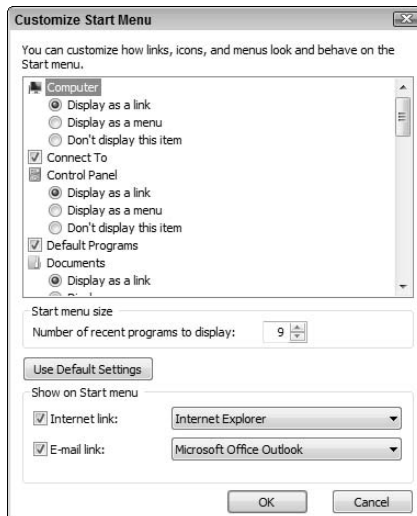 Customize Start Menu
You can customize how links, icons, and menus look and behave on the
Start menu.
Computer
Display as a link
Display as a menu
Don't display this item
Connect To
Control Panel
Display as a link
Display as a menu
Don't display this item
Default Programs
Documents
Display as a link
Start menu size
Number of recent programs to display: 9
Use Default Settings
Show on Start menu
Internet link: Internet Explorer
E-mail link: Microsoft Office Outlook
OK Cancel